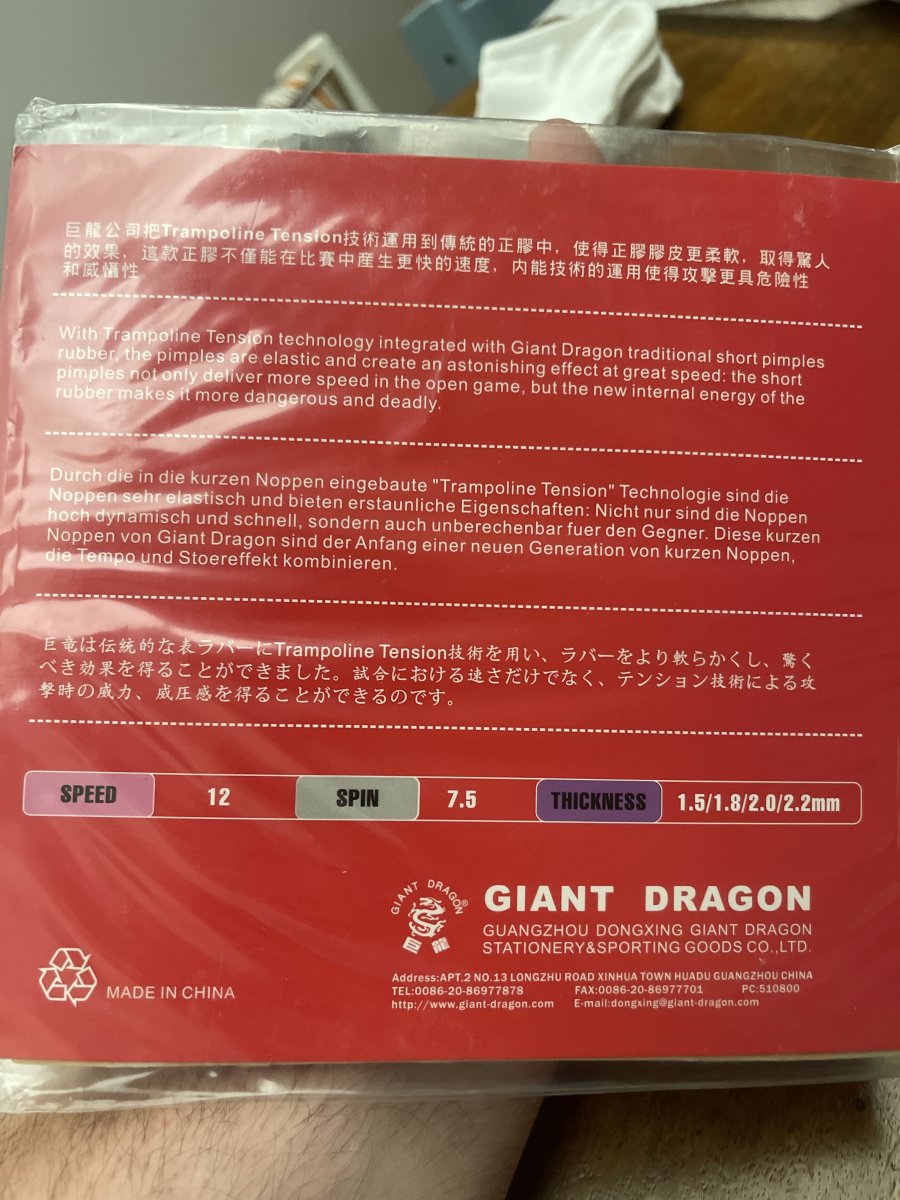 巨龍公司把Trampoline Tension技術運用到傳統的正膠中，使得正膠膠皮更柔軟，取得驚人
的效果，這款正膠不僅能在比賽中産生更快的速度，内能技術的運用使得攻擊更具危險性
和威懾性
With Trampoline Tension technology integrated with Giant Dragon traditional short pimples
rubber, the pimples are elastic and create an astonishing effect at great speed: the short
pimples not only deliver more speed in the open game, but the new internal energy of the
rubber makes it more dangerous and deadly.
Durch die in die kurzen Noppen eingebaute "Trampoline Tension" Technologie sind die
Noppen sehr elastisch und bieten erstaunliche Eigenschaften: Nicht nur sind die Noppen
hoch dynamisch und schnell, sondern auch unberechenbar fuer den Gegner. Diese kurzen
Noppen von Giant Dragon sind der Anfang einer neuen Generation von kurzen Noppen,
die Tempo und Stoereffekt kombinieren.
巨竜は伝統的な表ラバーにTrampoline Tension技術を用い、ラバーをより軟らかくし、驚く
べき効果を得ることができました。試合における速さだけでなく、テンション技術による攻
撃時の威力、威圧感を得ることができるのです。
SPEED 12 SPIN 7.5 THICKNESS 1.5/1.8/2.0/2.2mm
GIANT DRAGON®
巨龍
GIANT DRAGON
GUANGZHOU DONGXING GIANT DRAGON
STATIONERY&SPORTING GOODS CO.,LTD.
MADE IN CHINA
Address:APT.2 NO.13 LONGZHU ROAD XINHUA TOWN HUADU GUANGZHOU CHINA
TEL:0086-20-86977878 FAX:0086-20-86977701 PC:510800
http://www.giant-dragon.com E-mail:dongxing@giant-dragon.com